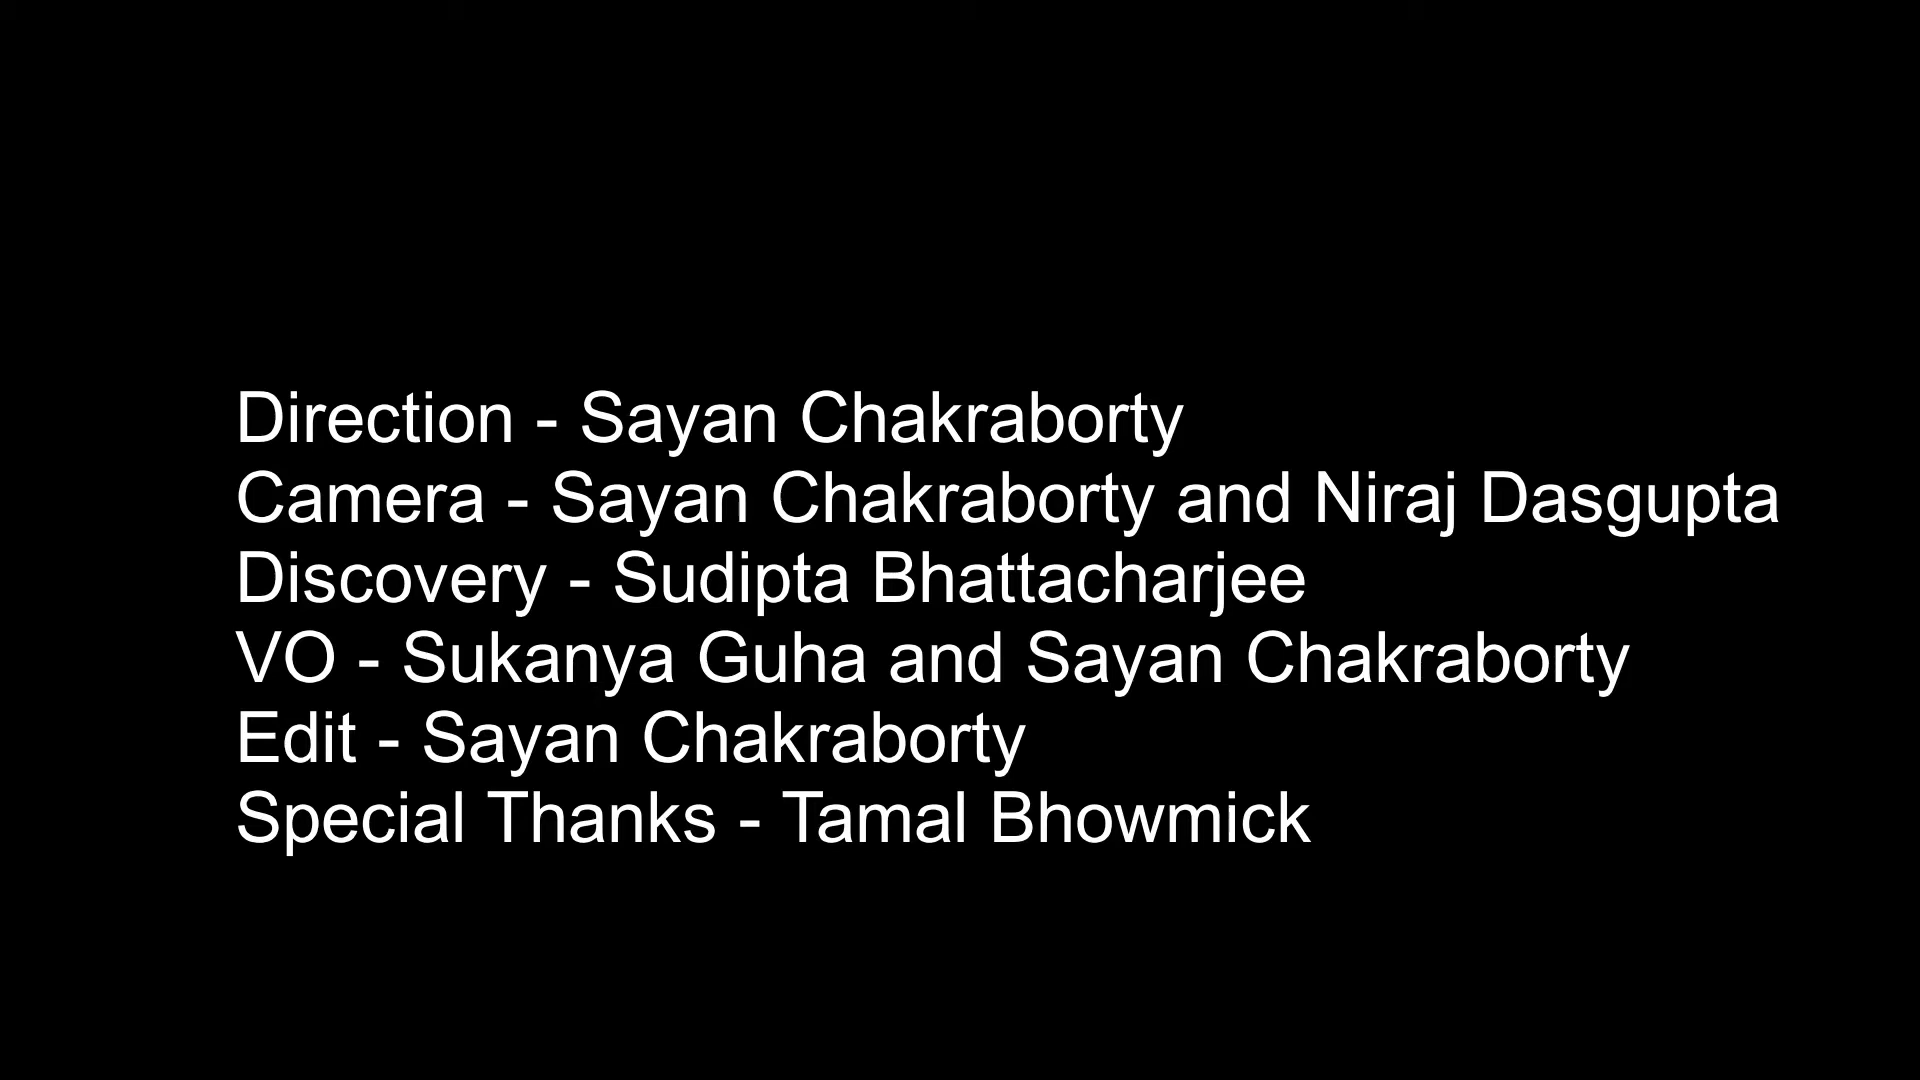 Direction - Sayan Chakraborty
Camera - Sayan Chakraborty and Niraj Dasgupta
Discovery - Sudipta Bhattacharjee
VO - Sukanya Guha and Sayan Chakraborty
Edit - Sayan Chakraborty
Special Thanks - Tamal Bhowmick